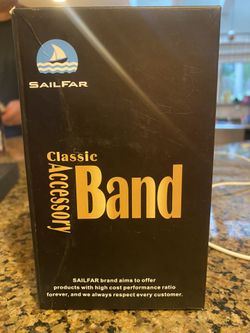 SAILFAR
Classic
Accessory
Band
SAILFAR brand aims to offer
products with high cost performance ratio
forever, and we always respect every customer.